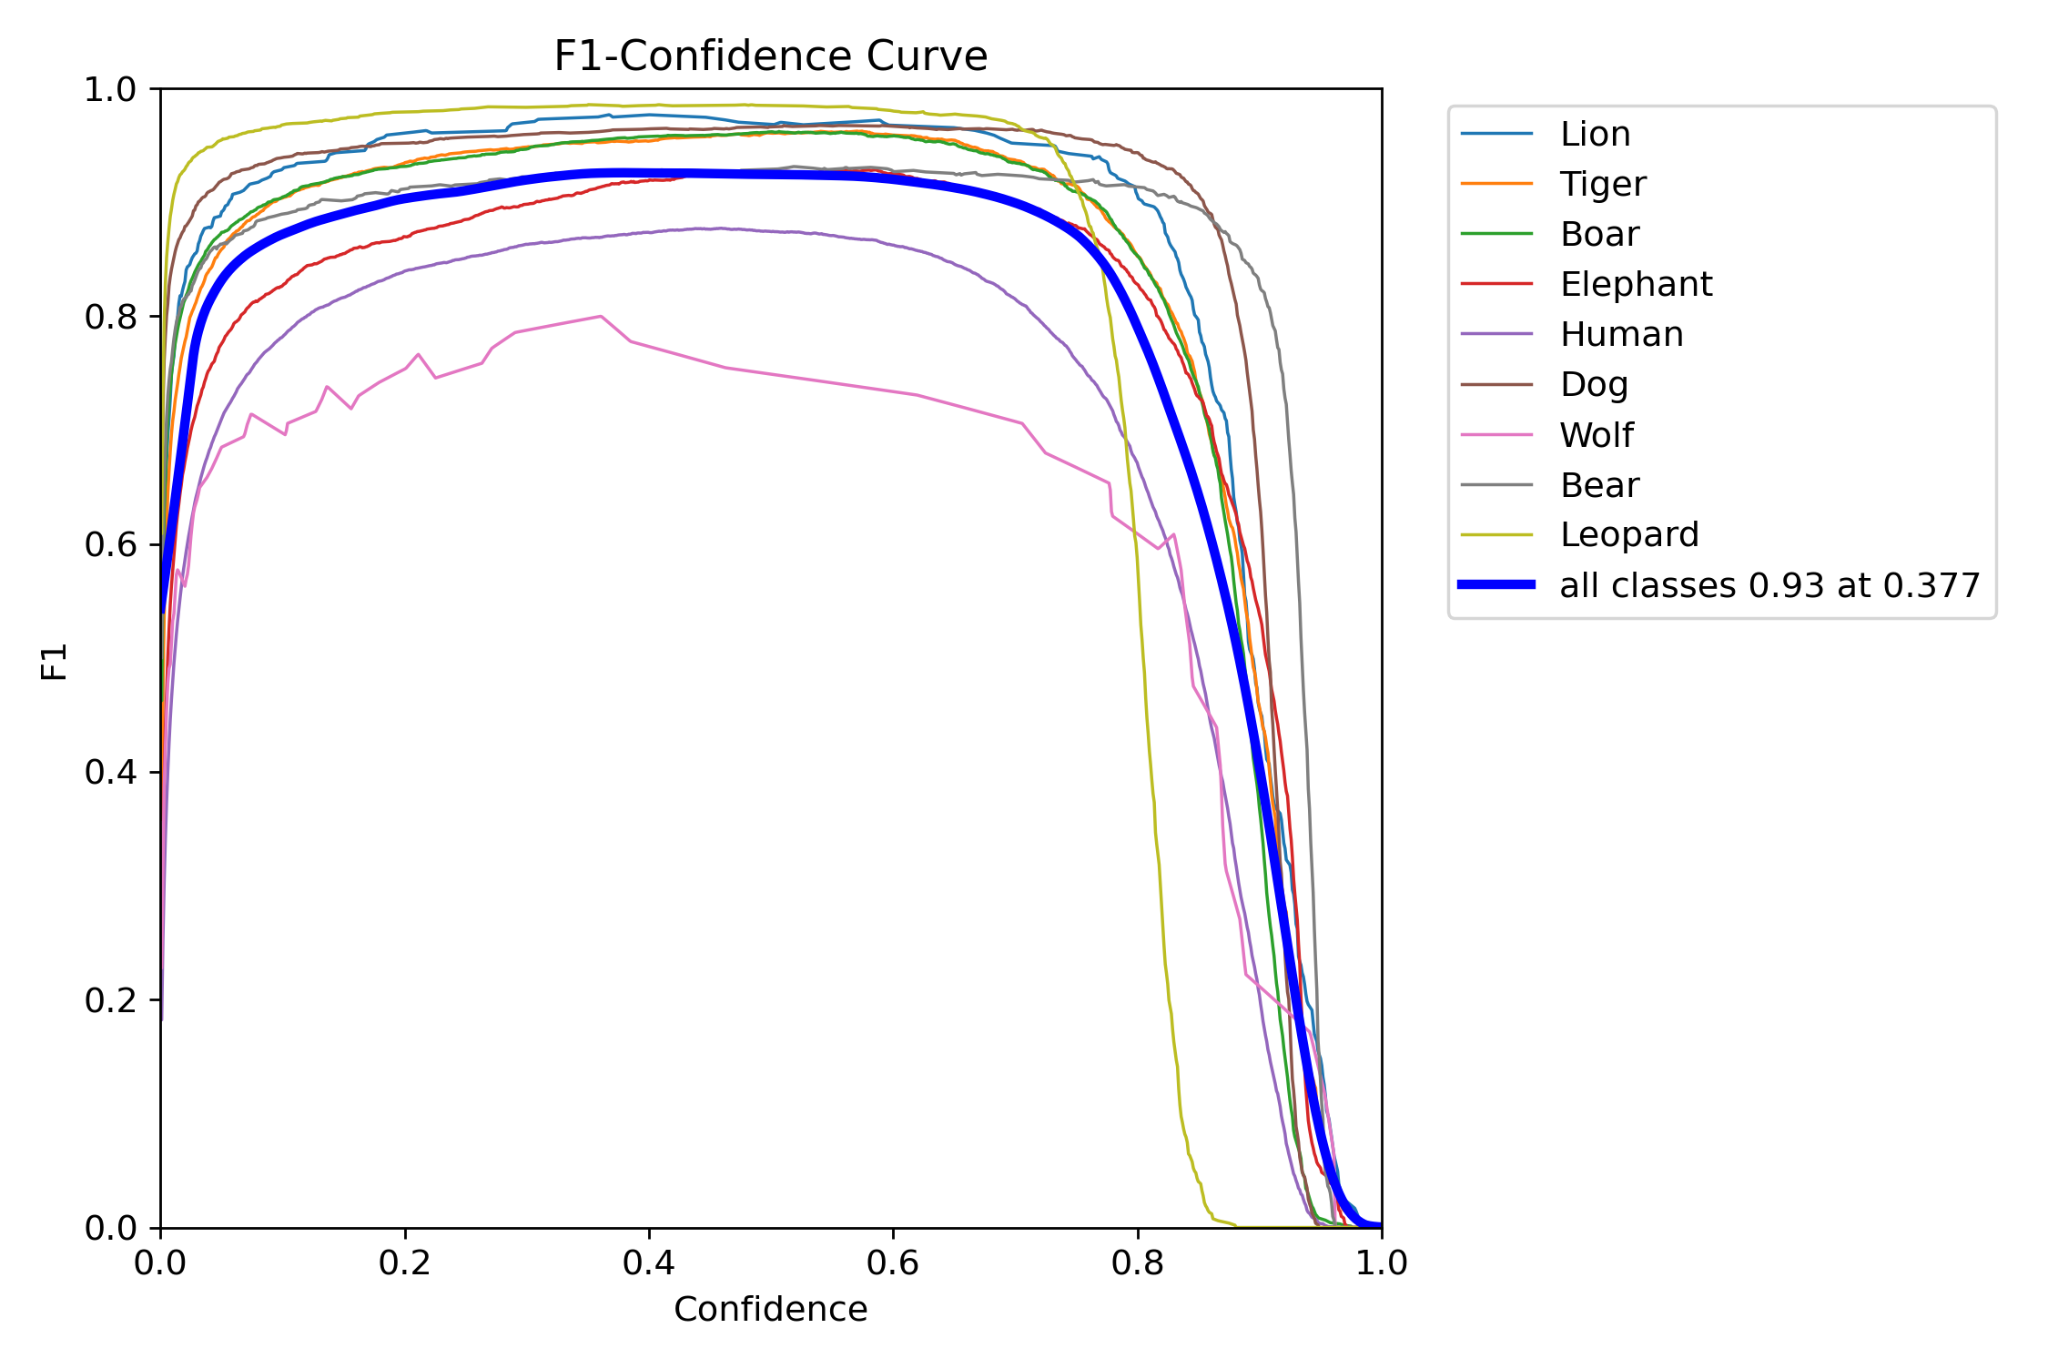 F1-Confidence Curve
1.0
0.8
0.6
0.4
0.2
0.0
F1
0.0 0.2 0.4 0.6 0.8 1.0
Confidence
Lion
Tiger
Boar
Elephant
Human
Dog
Wolf
Bear
Leopard
all classes 0.93 at 0.377